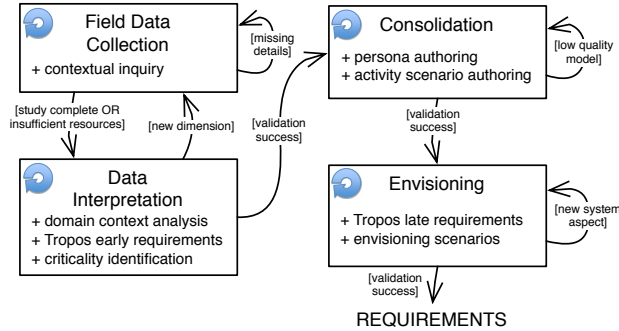 Field Data
Collection
+ contextual inquiry
[missing
details]
[study complete OR
insufficient resources]
[new dimension]
[validation
success]
Data
Interpretation
+ domain context analysis
+ Tropos early requirements
+ criticality identification
Consolidation
+ persona authoring
+ activity scenario authoring
[low quality
model]
[validation
success]
Envisioning
+ Tropos late requirements
+ envisioning scenarios
[new system
aspect]
[validation
success]
REQUIREMENTS